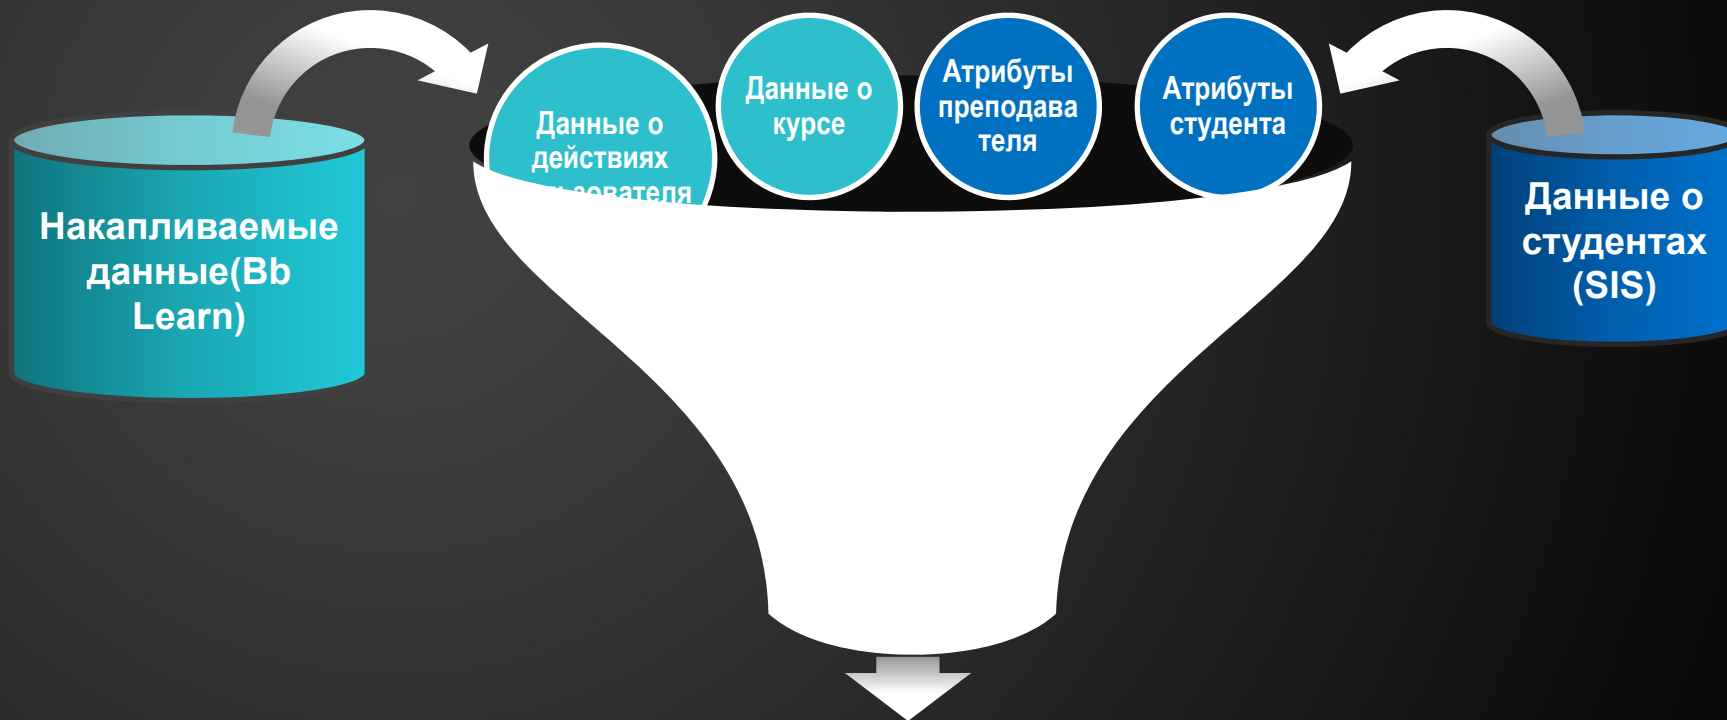 Накапливаемые
данные(Bb
Learn)
Данные о
действиях
Данные о
курсе
Атрибуты
преподава
теля
Атрибуты
студента
Данные о
студентах
(SIS)